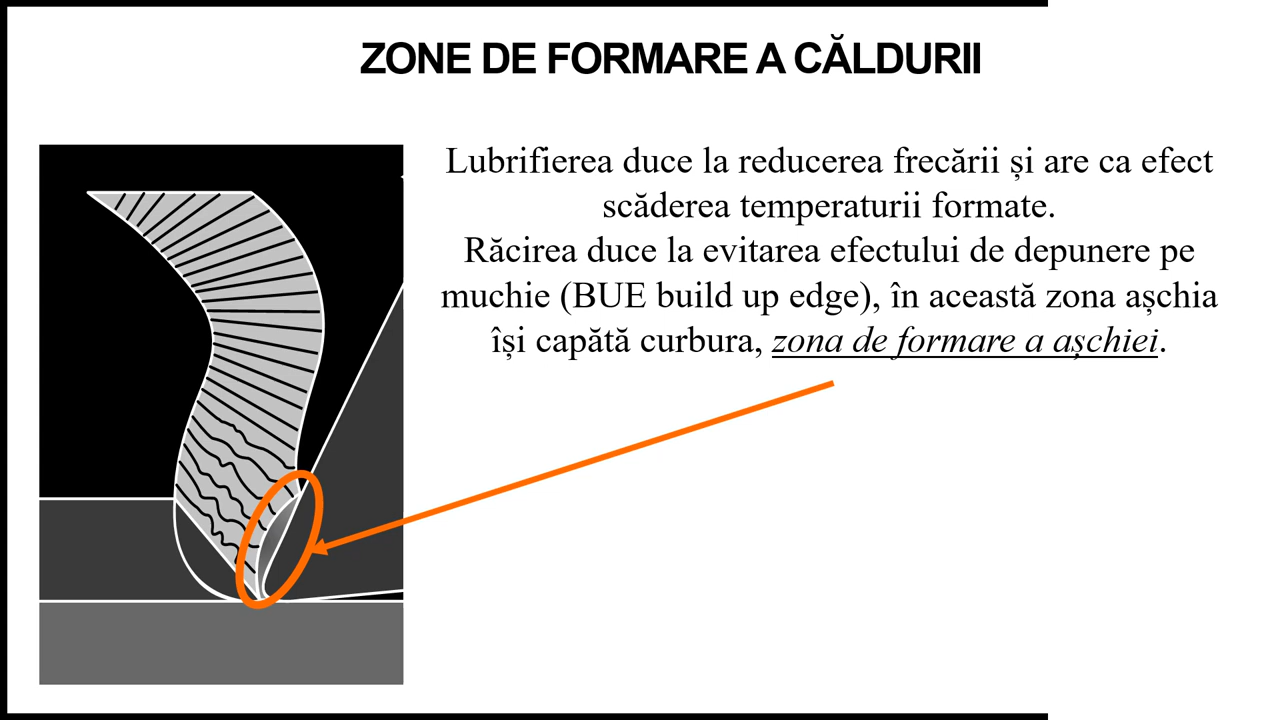 ZONE DE FORMARE A CĂLDURII
Lubrifierea duce la reducerea frecării și are ca efect
scăderea temperaturii formate.
Răcirea duce la evitarea efectului de depunere pe
muchie (BUE build up edge), în această zona așchia
își capătă curbura, zona de formare a așchiei.